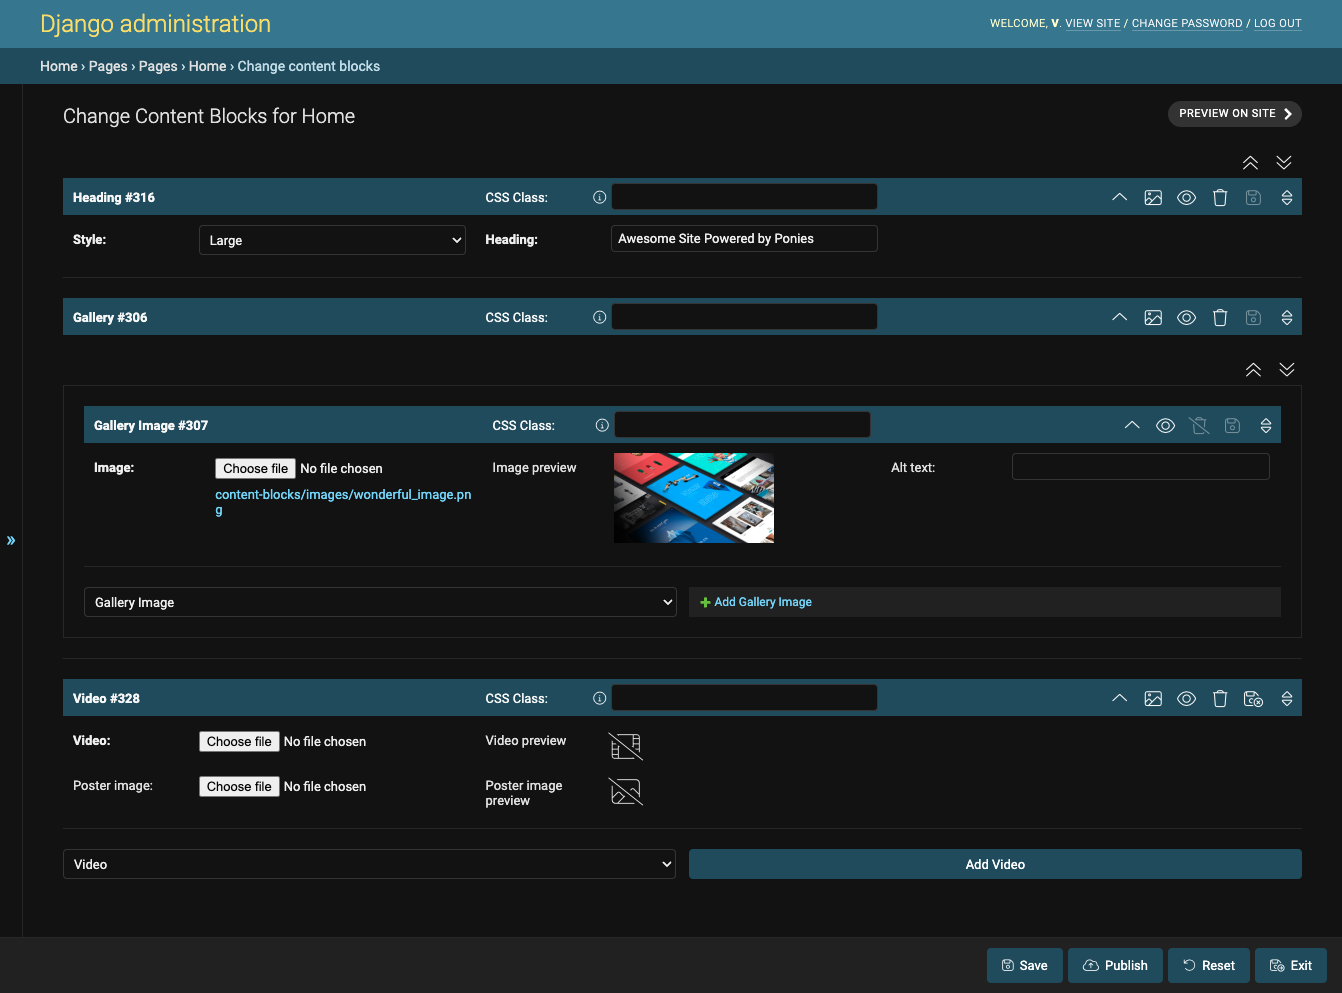 Django administration
WELCOME, V. VIEW SITE / CHANGE PASSWORD / LOG OUT
Home › Pages › Pages › Home › Change content blocks
Change Content Blocks for Home
PREVIEW ON SITE
Heading #316 CSS Class:
Style: Large Heading: Awesome Site Powered by Ponies
Gallery #306 CSS Class:
Gallery Image #307 CSS Class:
Image: Choose file No file chosen Image preview Alt text:
content-blocks/images/wonderful_image.pn
g
Gallery Image Add Gallery Image
Video #328 CSS Class:
Video: Choose file No file chosen Video preview
Poster image: Choose file No file chosen Poster image
preview
Video Add Video
Save Publish Reset Exit